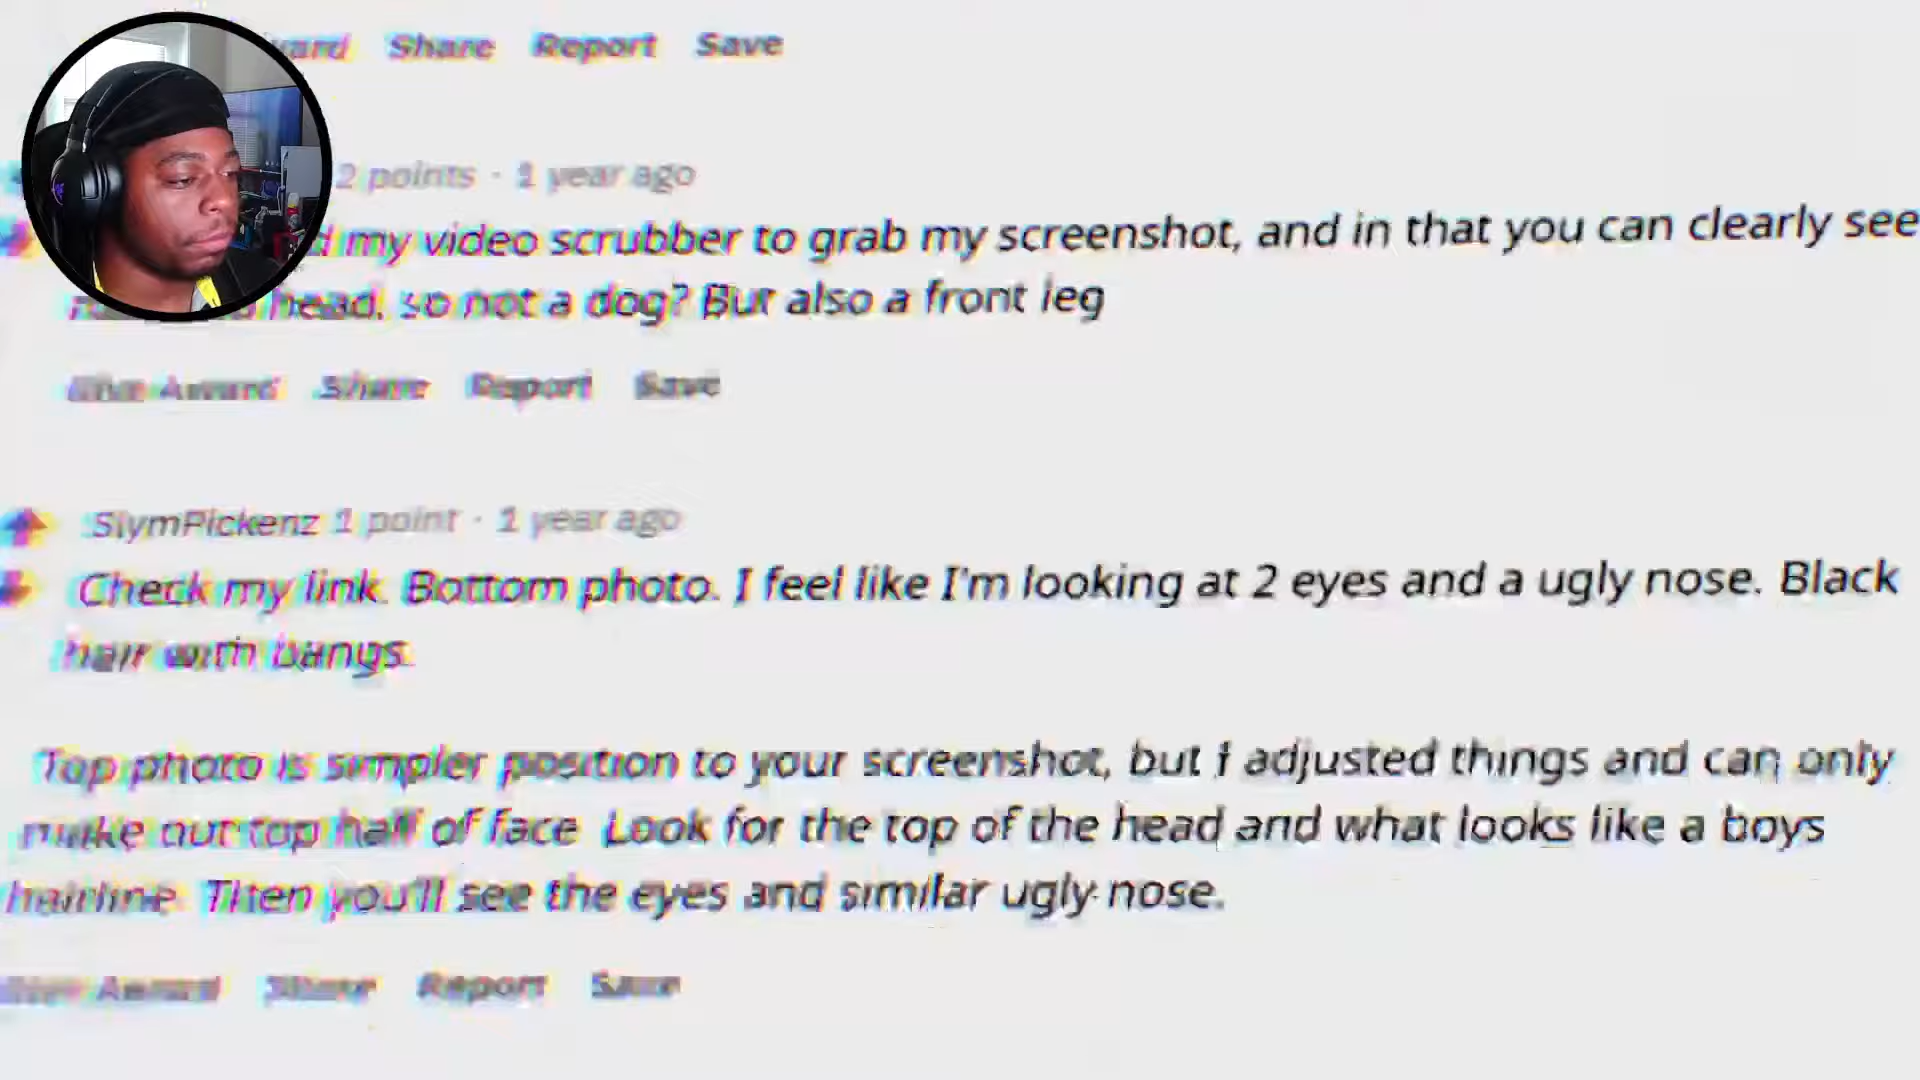 Share Report Save
2 points · 1 year ago
my video scrubber to grab my screenshot, and in that you can clearly see
head, so not a dog? But also a front leg
Give Award Share Report Save
SlymPickenz 1 point · 1 year ago
Check my link. Bottom photo. I feel like I'm looking at 2 eyes and a ugly nose. Black
hair with bangs.
Top photo is simpler position to your screenshot, but I adjusted things and can only
make out top half of face. Look for the top of the head and what looks like a boys
hairline. Then you'll see the eyes and similar ugly nose.
Give Award Share Report Save